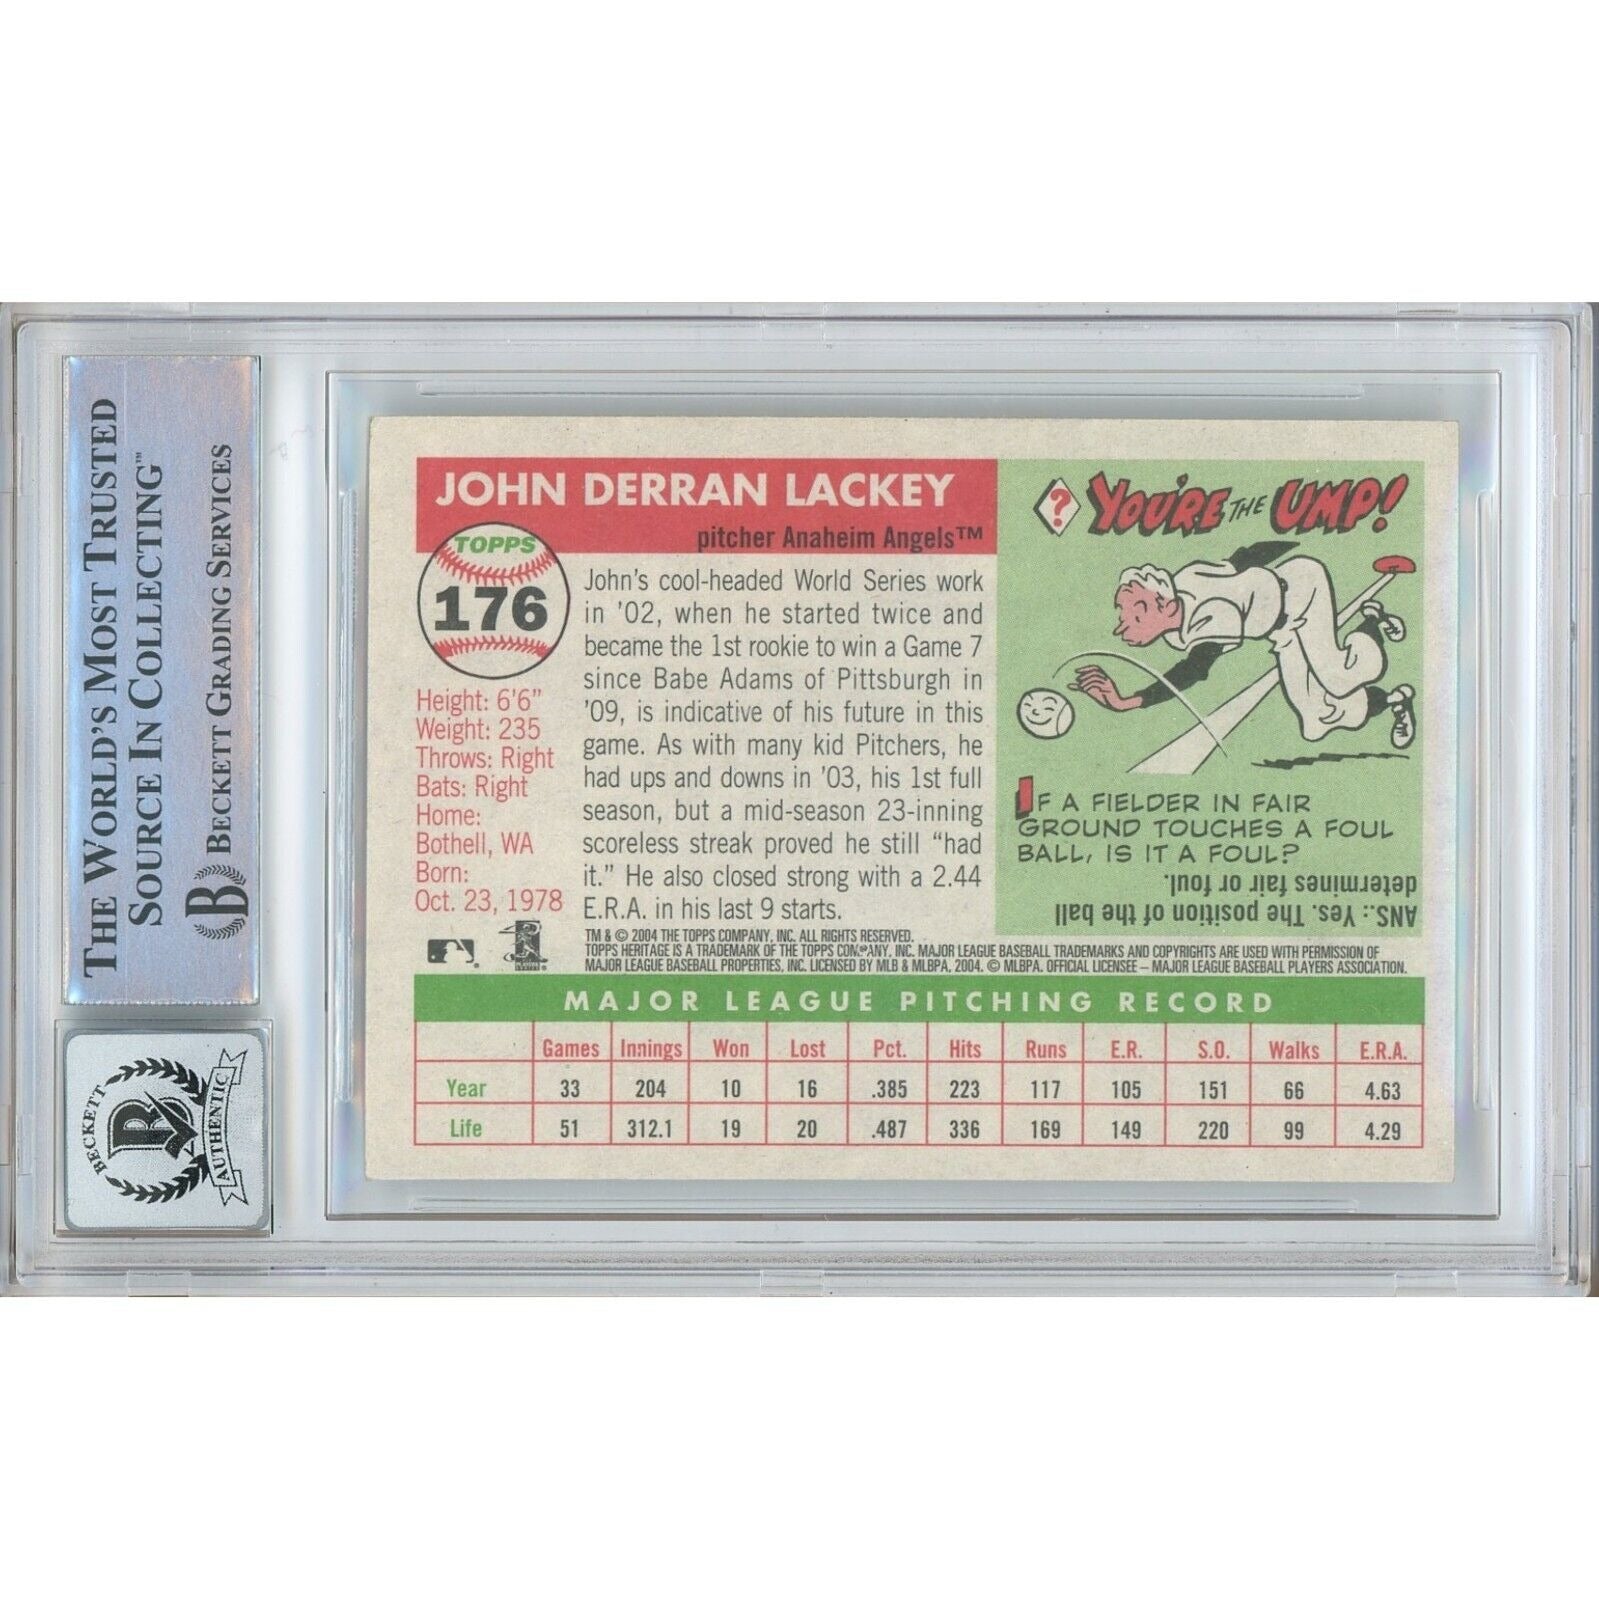 THE WORLD'S MOST TRUSTED
SOURCE IN COLLECTING™
B BECKETT GRADING SERVICES
BECKETT
B
AUTHENTIC
JOHN DERRAN LACKEY
pitcher Anaheim Angels™
TOPPS
176
Height: 6'6"
Weight: 235
Throws: Right
Bats: Right
Home:
Bothell, WA
Born:
Oct. 23, 1978
John's cool-headed World Series work
in '02, when he started twice and
became the 1st rookie to win a Game 7
since Babe Adams of Pittsburgh in
'09, is indicative of his future in this
game. As with many kid Pitchers, he
had ups and downs in '03, his 1st full
season, but a mid-season 23-inning
scoreless streak proved he still "had
it." He also closed strong with a 2.44
E.R.A. in his last 9 starts.
? YOU'RE THE UMP!
IF A FIELDER IN FAIR
GROUND TOUCHES A FOUL
BALL, IS IT A FOUL?
ANS.: Yes. The position of the ball
determines fair or foul.
TM & © 2004 THE TOPPS COMPANY, INC. ALL RIGHTS RESERVED.
TOPPS HERITAGE IS A TRADEMARK OF THE TOPPS COMPANY, INC. MAJOR LEAGUE BASEBALL TRADEMARKS AND COPYRIGHTS ARE USED WITH PERMISSION OF
MAJOR LEAGUE BASEBALL PROPERTIES, INC. LICENSED BY MLB & MLBPA, 2004. © MLBPA. OFFICIAL LICENSEE – MAJOR LEAGUE BASEBALL PLAYERS ASSOCIATION.
MAJOR LEAGUE PITCHING RECORD
Games Innings Won Lost Pct. Hits Runs E.R. S.O. Walks E.R.A.
Year 33 204 10 16 .385 223 117 105 151 66 4.63
Life 51 312.1 19 20 .487 336 169 149 220 99 4.29